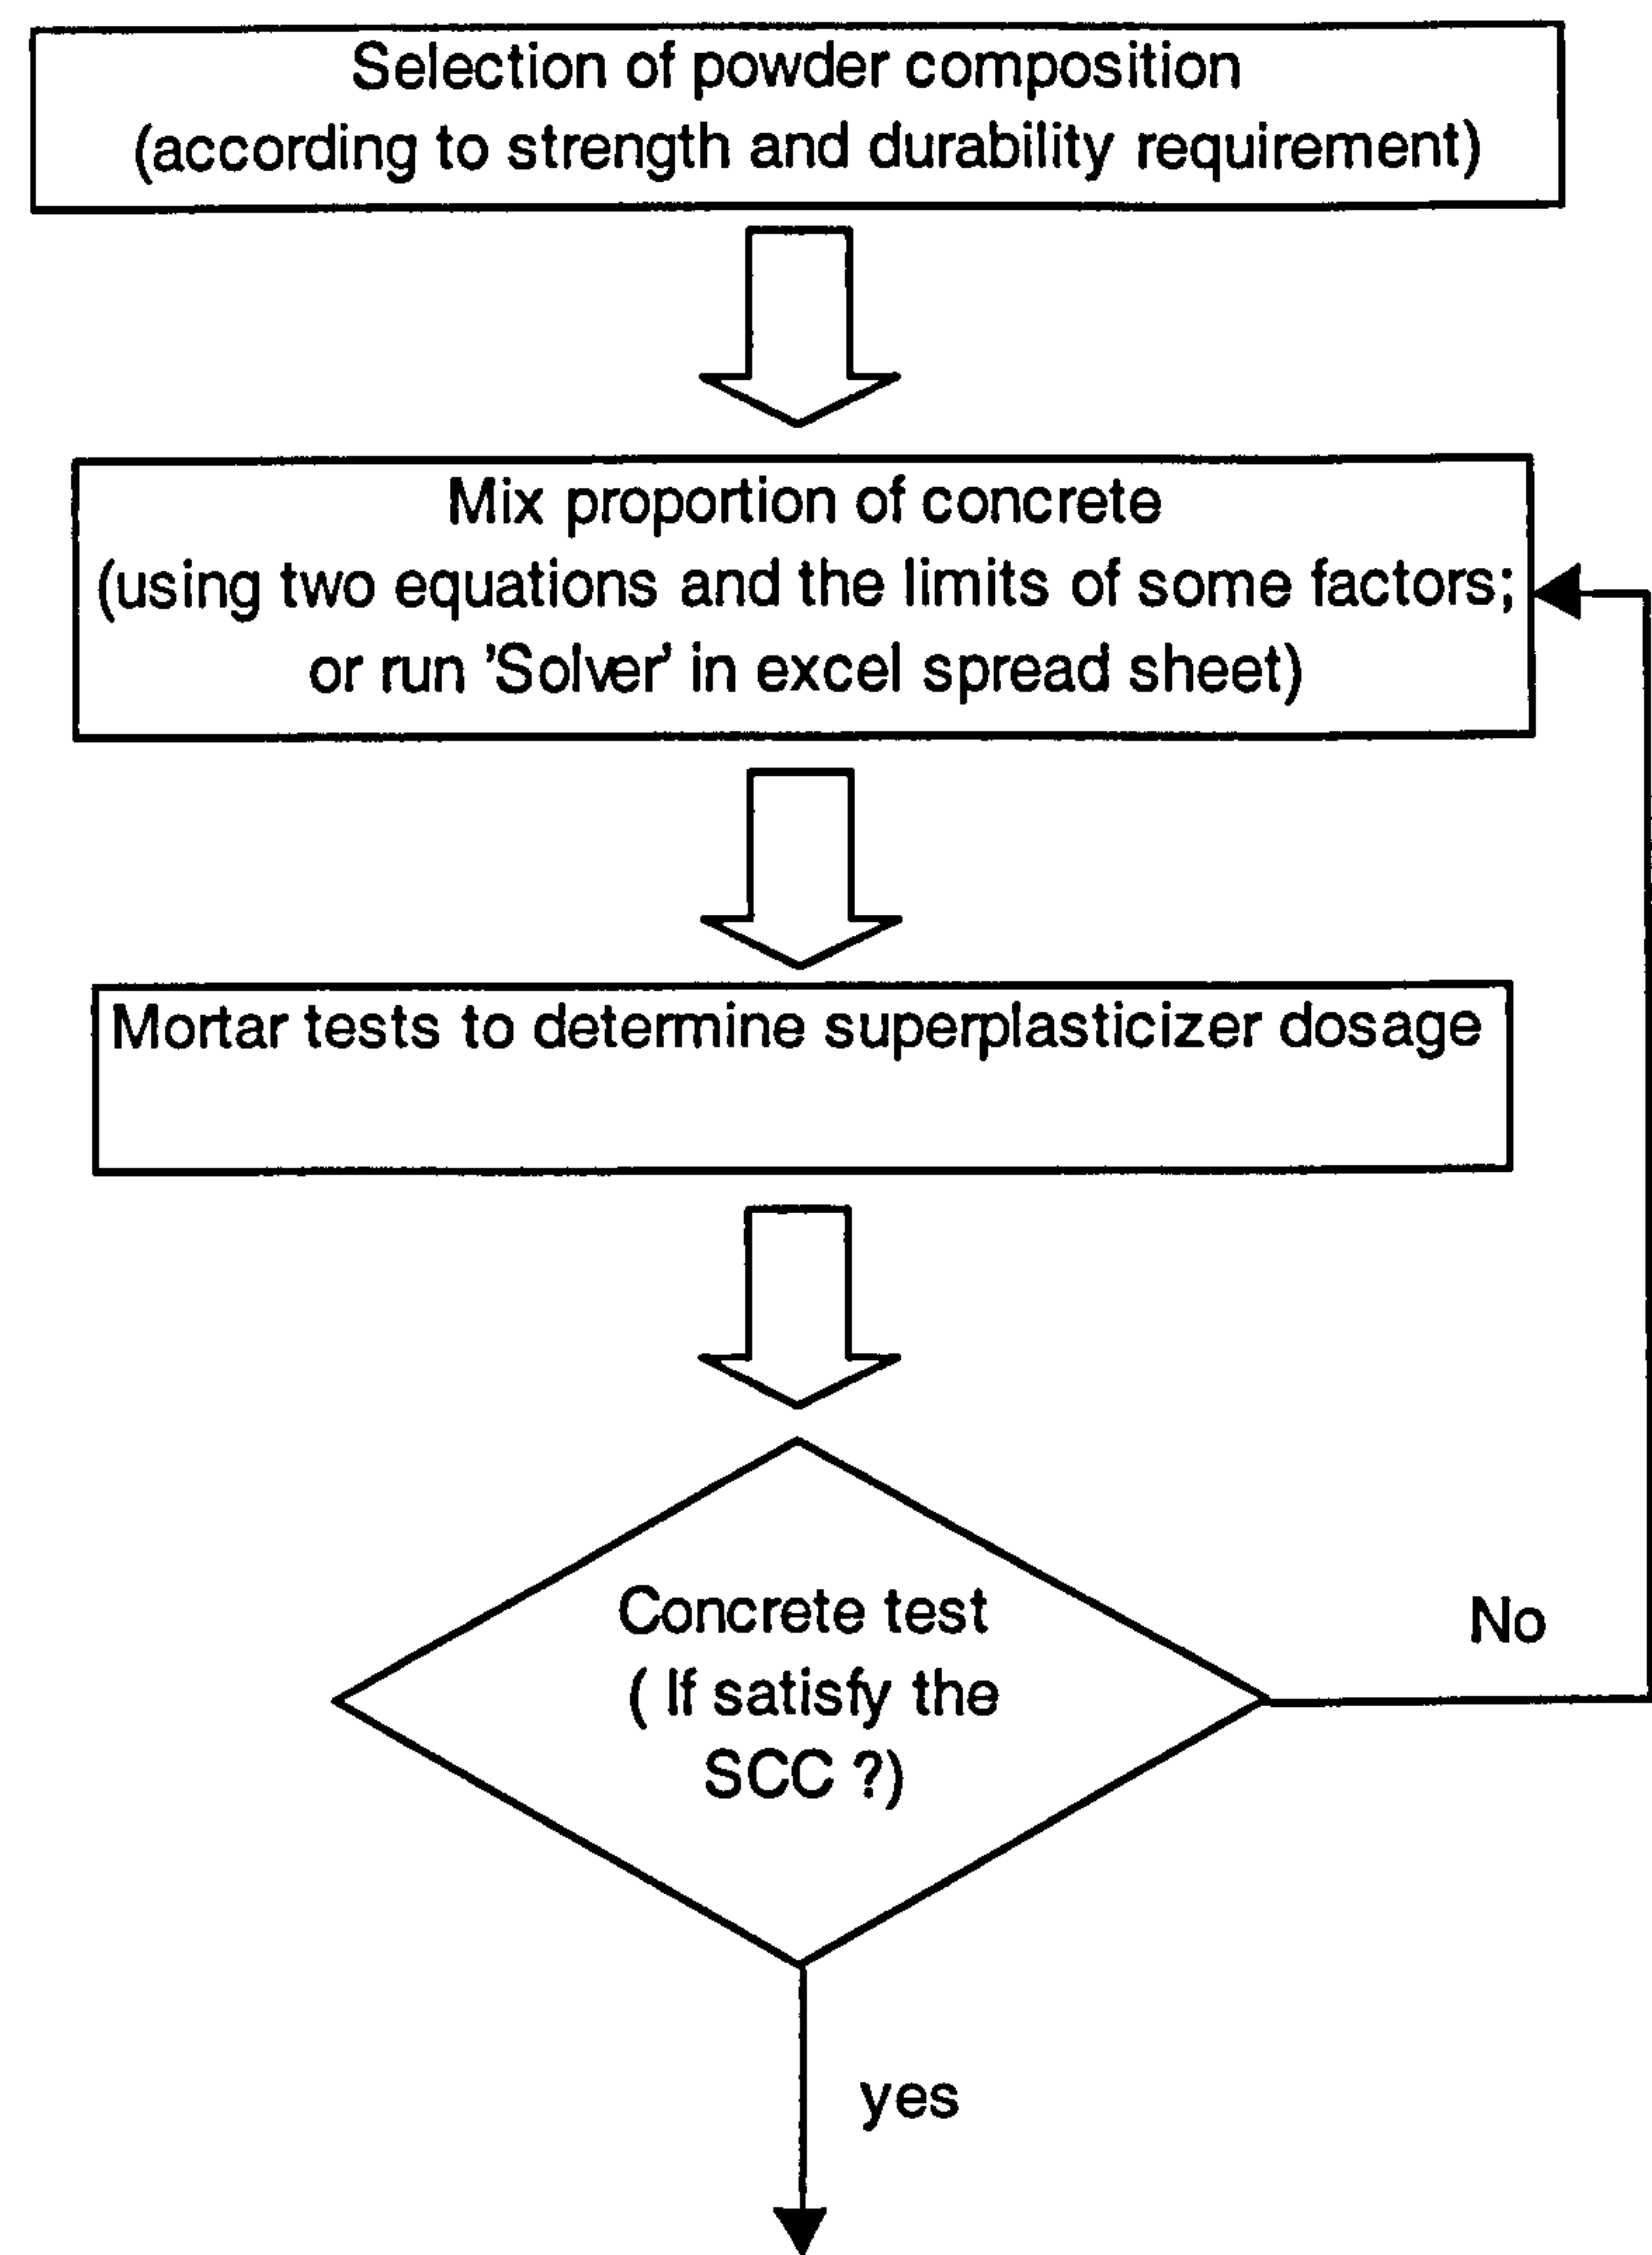 Selection of powder composition
(according to strength and durability requirement)
Mix proportion of concrete
(using two equations and the limits of some factors;
or run 'Solver' in excel spread sheet)
Mortar tests to determine superplasticizer dosage
Concrete test
( If satisfy the
SCC ?)
No
yes